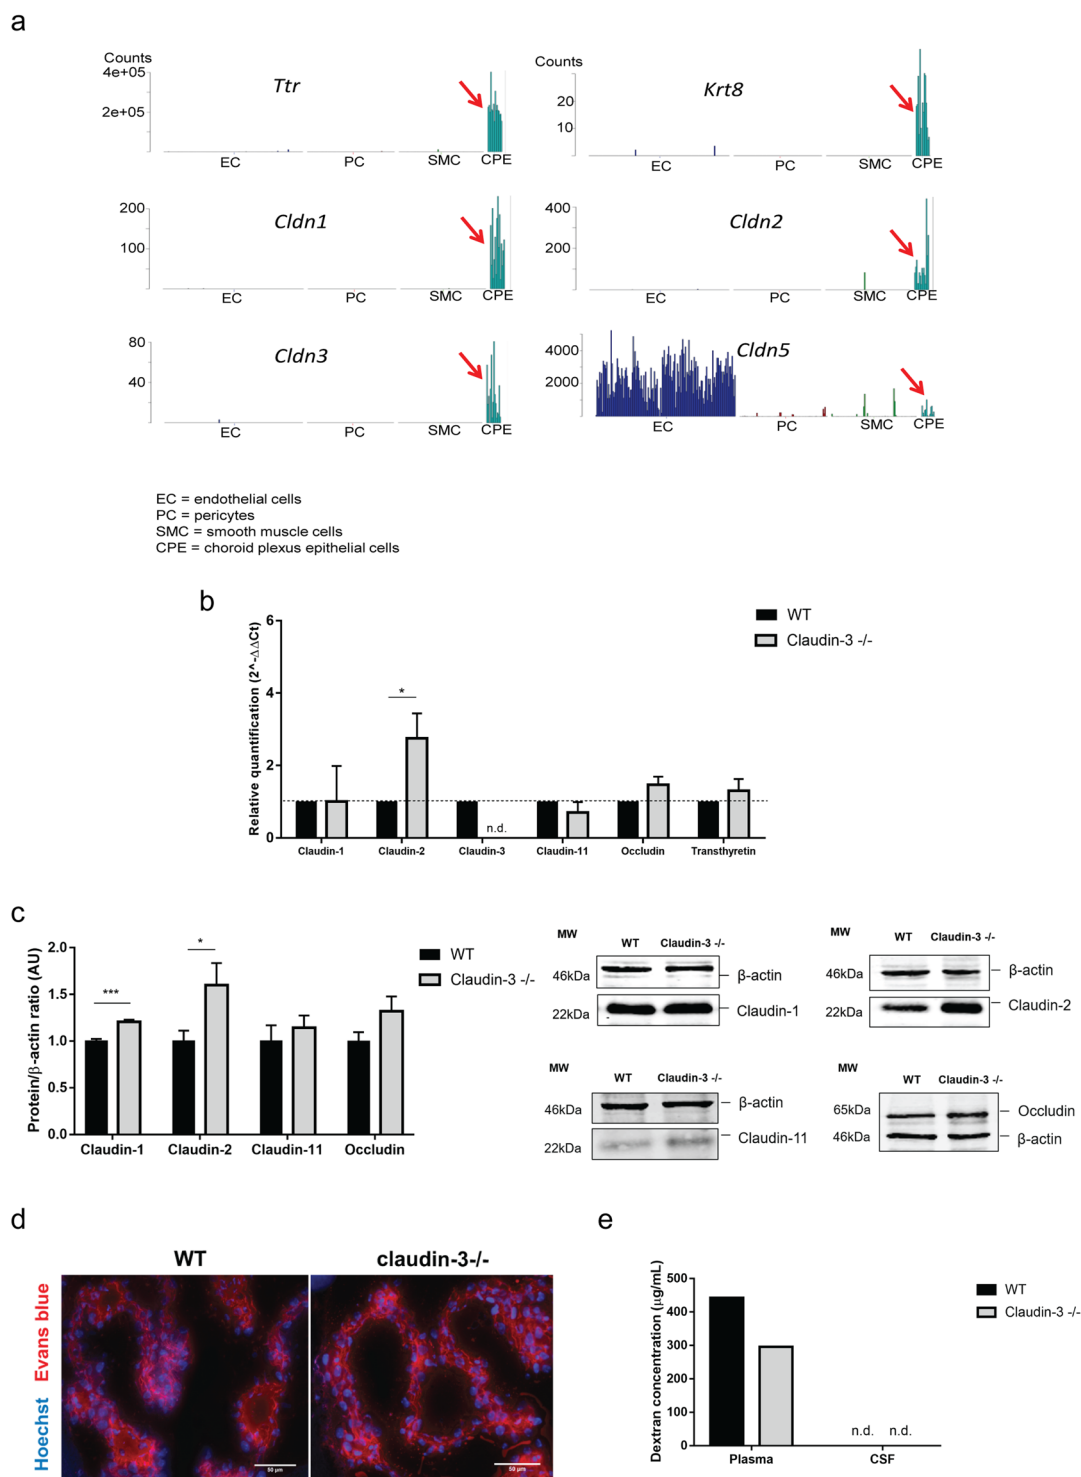 a
Counts
4e+05
2e+05
Ttr
EC PC SMC CPE
Counts
20
10
Krt8
EC PC SMC CPE
200
100
Cldn1
EC PC SMC CPE
400
200
Cldn2
EC PC SMC CPE
80
40
Cldn3
EC PC SMC CPE
4000
2000
Cldn5
EC PC SMC CPE
EC = endothelial cells
PC = pericytes
SMC = smooth muscle cells
CPE = choroid plexus epithelial cells
b
Relative quantification (2^-ΔΔCt)
6
4
2
0
*
n.d.
Claudin-1 Claudin-2 Claudin-3 Claudin-11 Occludin Transthyretin
WT
Claudin-3 -/-
c
Protein/β-actin ratio (AU)
2.0
1.5
1.0
0.5
0.0
***
*
Claudin-1 Claudin-2 Claudin-11 Occludin
WT
Claudin-3 -/-
MW WT Claudin-3 -/-
46kDa β-actin
22kDa Claudin-1
MW WT Claudin-3 -/-
46kDa β-actin
22kDa Claudin-2
MW WT Claudin-3 -/-
46kDa β-actin
22kDa Claudin-11
MW WT Claudin-3 -/-
65kDa Occludin
46kDa β-actin
d
WT claudin-3-/-
Hoechst Evans blue
50 µm
50 µm
e
Dextran concentration (µg/mL)
500
400
300
200
100
0
n.d. n.d.
Plasma CSF
WT
Claudin-3 -/-